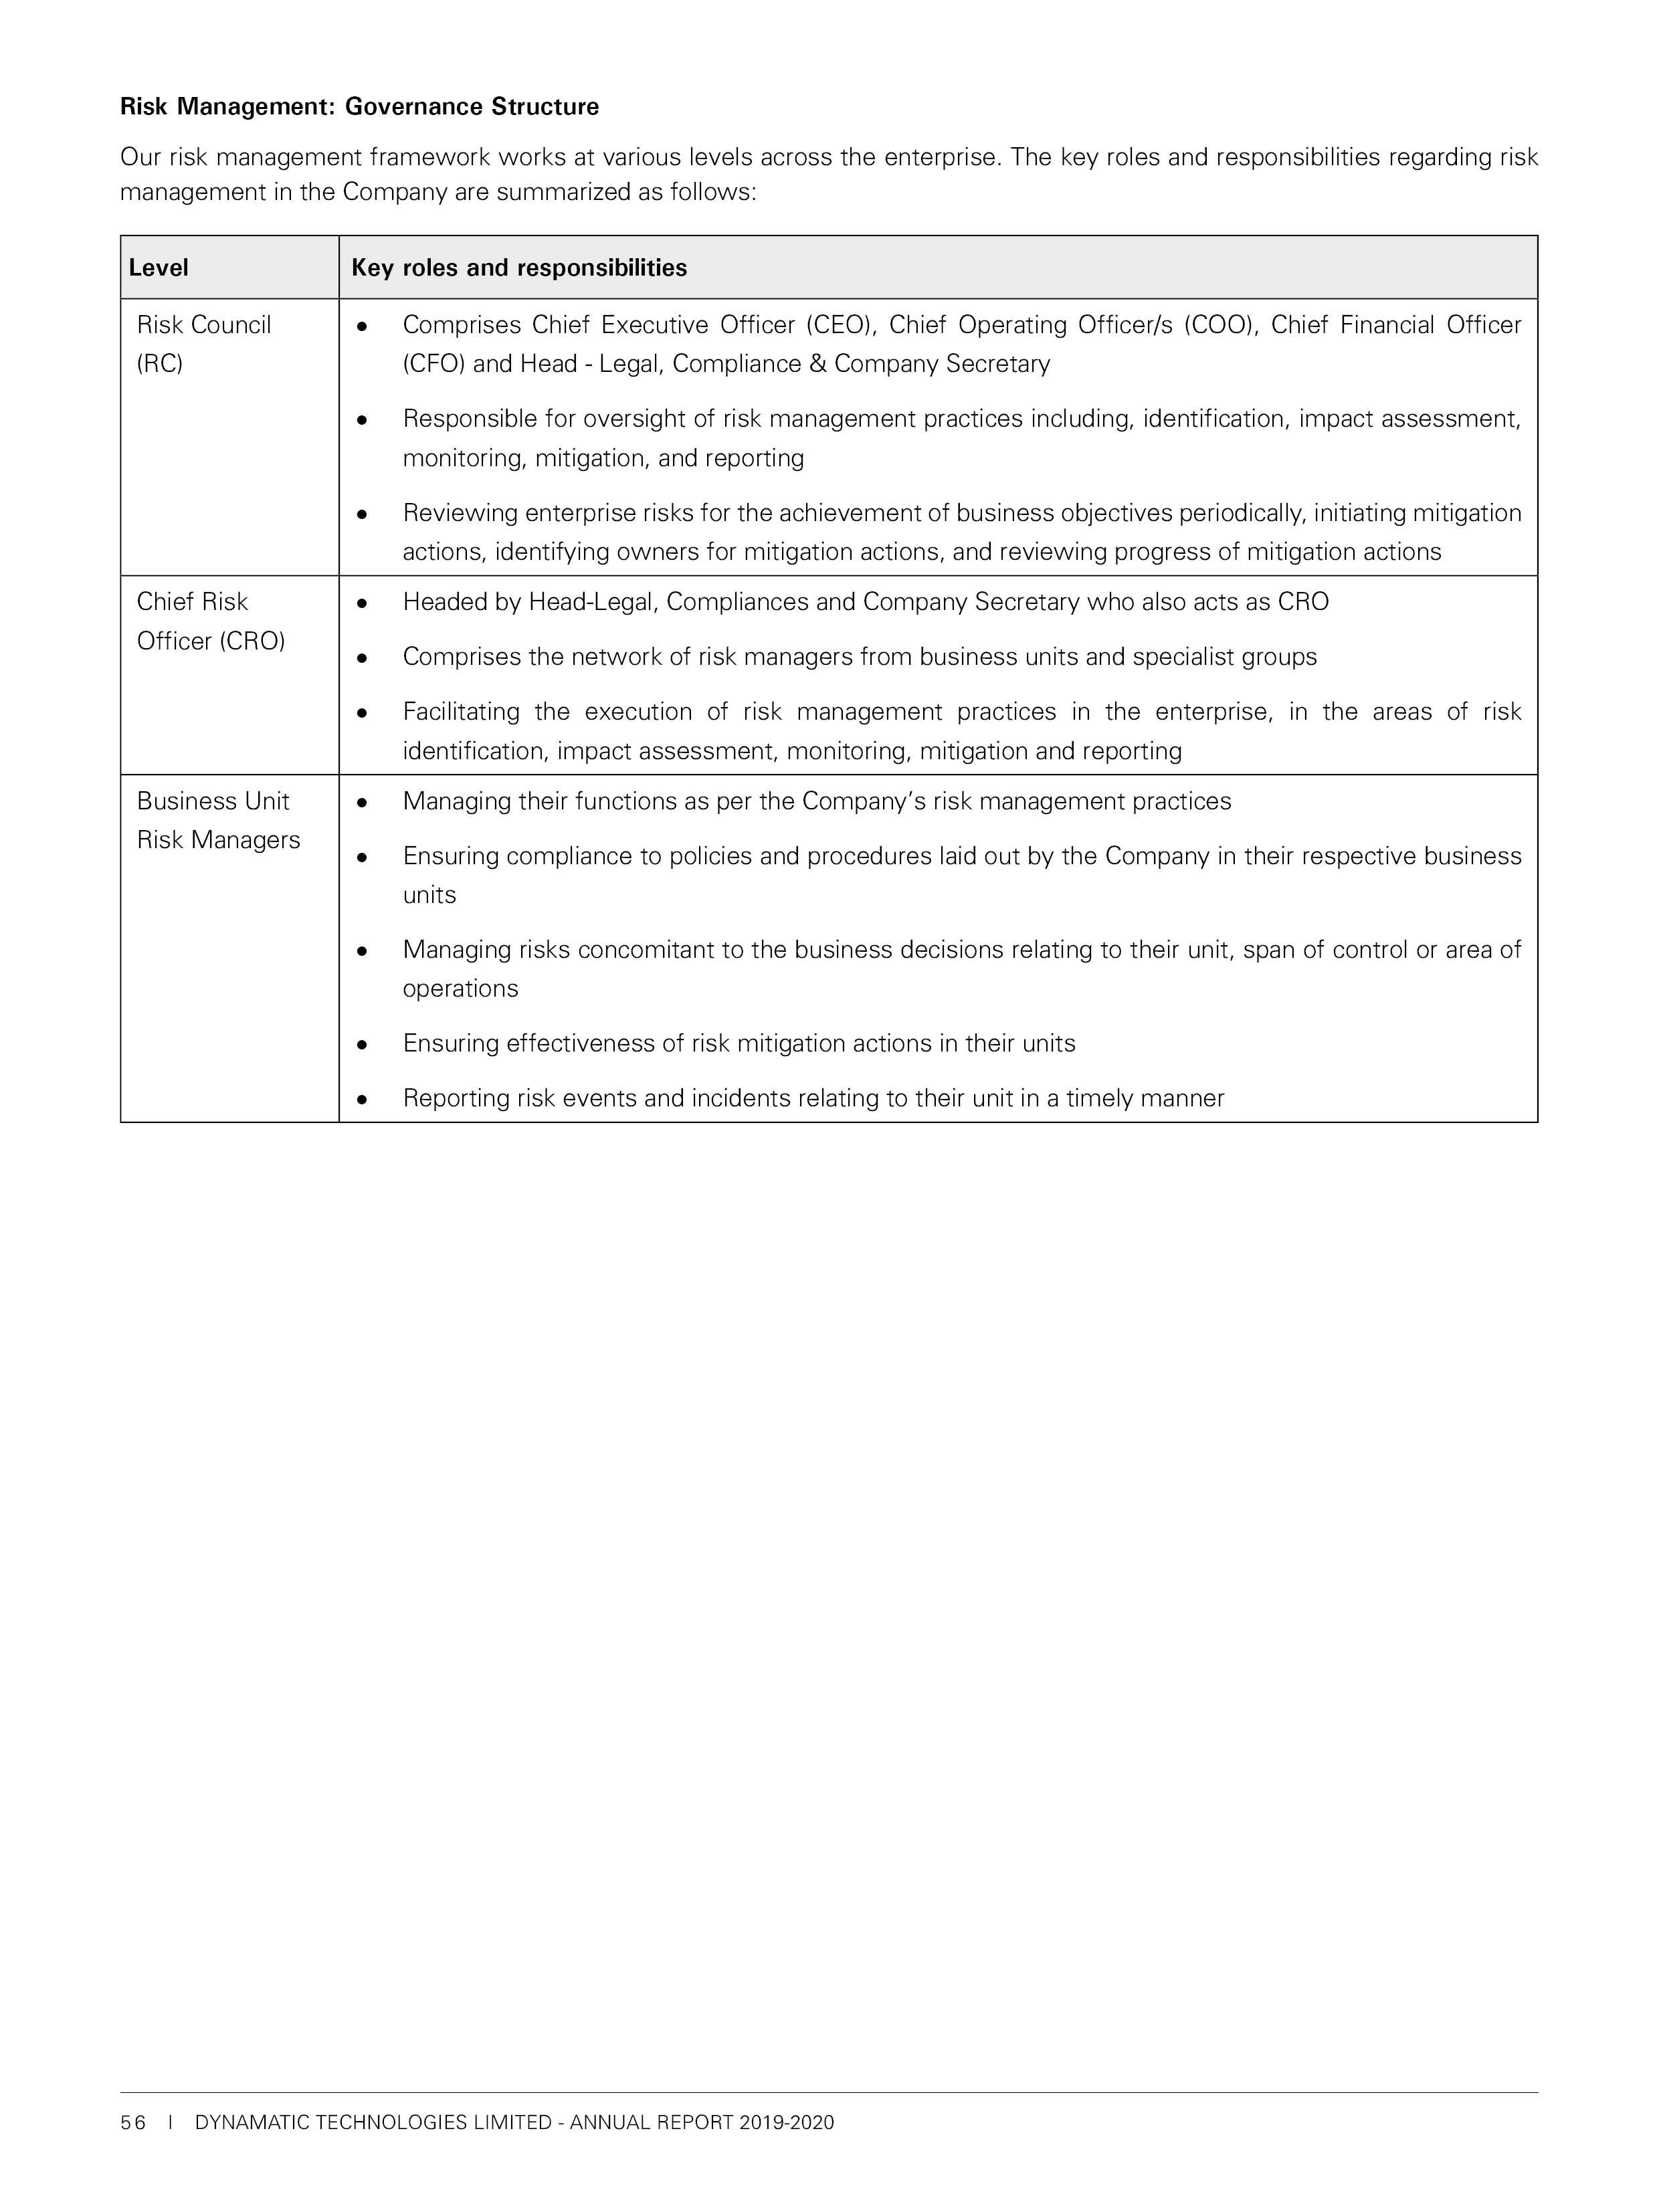 Risk Management: Governance Structure
Our risk management framework works at various levels across the enterprise. The key roles and responsibilities regarding risk
management in the Company are summarized as follows:
Level
Key roles and responsibilities
Risk Council
(RC)
● Comprises Chief Executive Officer (CEO), Chief Operating Officer/s (COO), Chief Financial Officer
(CFO) and Head - Legal, Compliance & Company Secretary
● Responsible for oversight of risk management practices including, identification, impact assessment,
monitoring, mitigation, and reporting
● Reviewing enterprise risks for the achievement of business objectives periodically, initiating mitigation
actions, identifying owners for mitigation actions, and reviewing progress of mitigation actions
Chief Risk
Officer (CRO)
● Headed by Head-Legal, Compliances and Company Secretary who also acts as CRO
● Comprises the network of risk managers from business units and specialist groups
● Facilitating the execution of risk management practices in the enterprise, in the areas of risk
identification, impact assessment, monitoring, mitigation and reporting
Business Unit
Risk Managers
● Managing their functions as per the Company’s risk management practices
● Ensuring compliance to policies and procedures laid out by the Company in their respective business
units
● Managing risks concomitant to the business decisions relating to their unit, span of control or area of
operations
● Ensuring effectiveness of risk mitigation actions in their units
● Reporting risk events and incidents relating to their unit in a timely manner
56 I DYNAMATIC TECHNOLOGIES LIMITED - ANNUAL REPORT 2019-2020